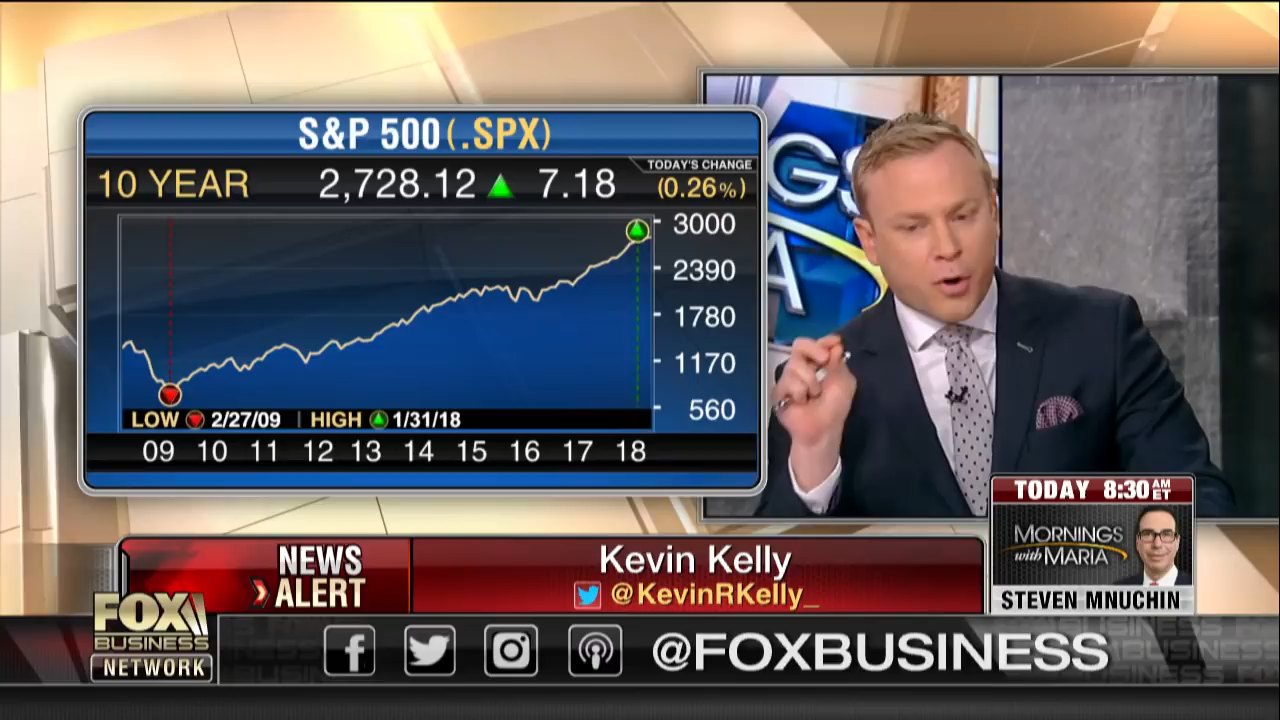 S&P 500 (.SPX)
10 YEAR 2,728.12 7.18
TODAY'S CHANGE
(0.26%)
3000
2390
1780
1170
560
LOW 2/27/09 | HIGH 1/31/18
09 10 11 12 13 14 15 16 17 18
GS
A
TODAY 8:30 AM ET
MORNINGS
with MARIA
STEVEN MNUCHIN
NEWS
ALERT
Kevin Kelly
@KevinRKelly_
FOX
BUSINESS
NETWORK
@FOXBUSINESS